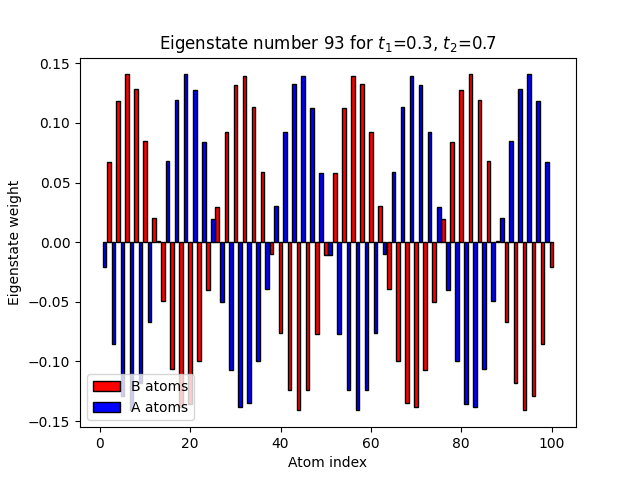 Eigenstate number 93 for t₁=0.3, t₂=0.7
Eigenstate weight
0.15
0.10
0.05
0.00
−0.05
−0.10
−0.15
B atoms
A atoms
0 20 40 60 80 100
Atom index